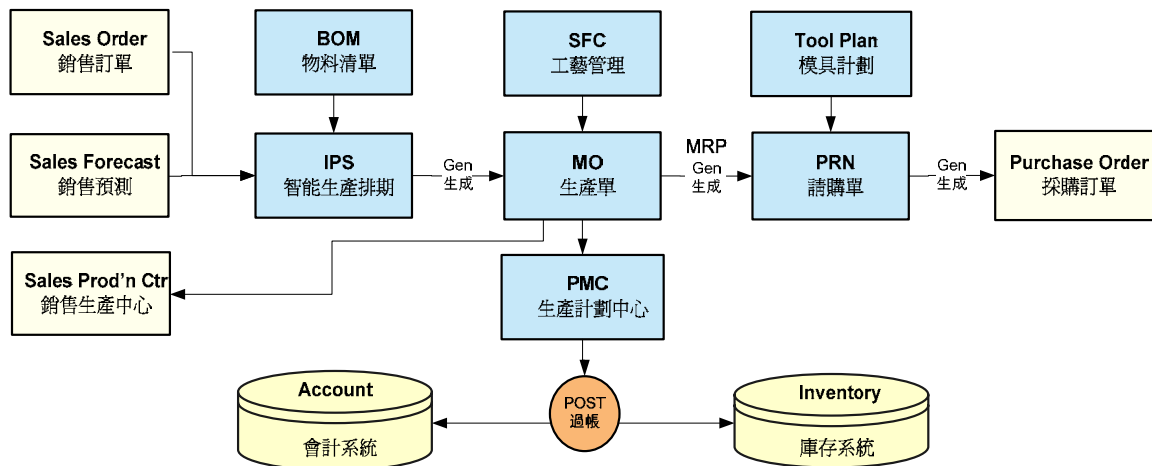 Sales Order
銷售訂單
BOM
物料清單
SFC
工藝管理
Tool Plan
模具計劃
Sales Forecast
銷售預測
IPS
智能生產排期
Gen
生成
MO
生產單
MRP
Gen
生成
PRN
請購單
Gen
生成
Purchase Order
採購訂單
Sales Prod'n Ctr
銷售生產中心
PMC
生產計劃中心
Account
會計系統
POST
過帳
Inventory
庫存系統